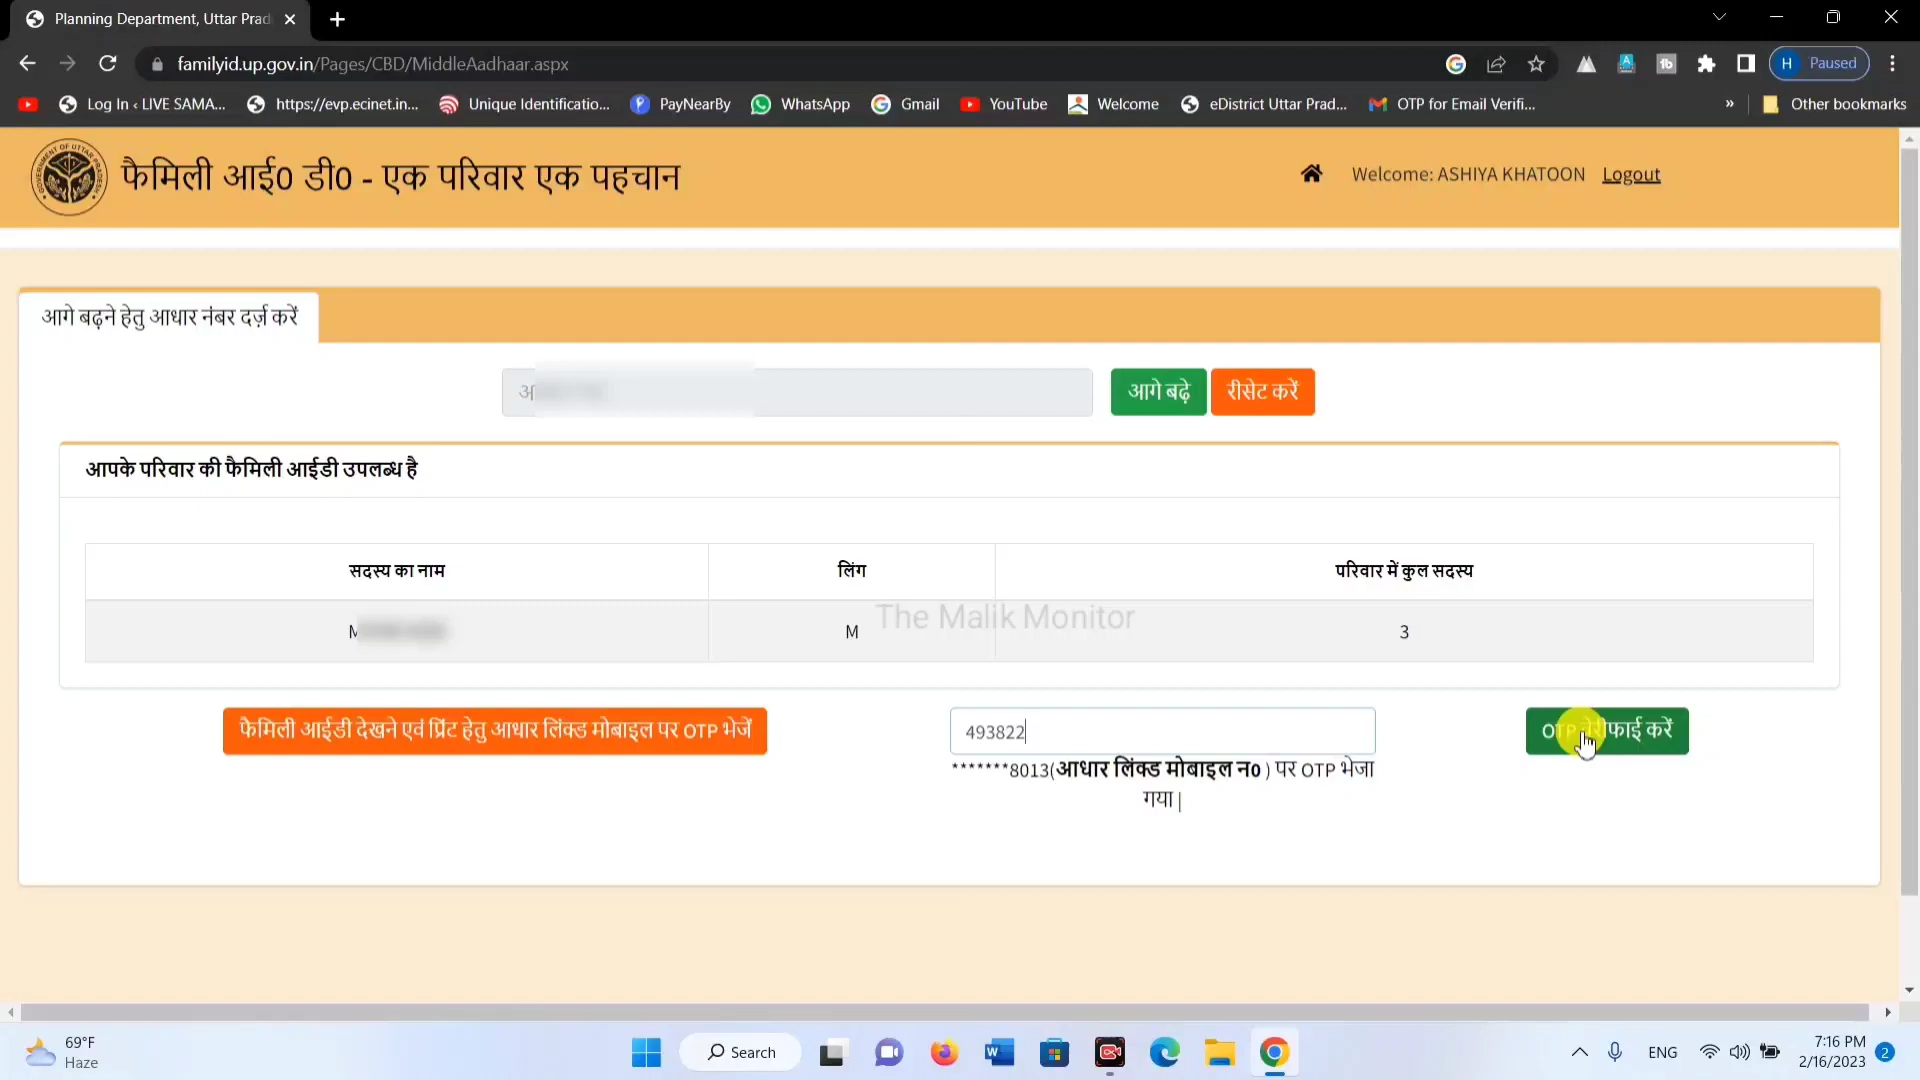 Planning Department, Uttar Prad
familyid.up.gov.in/Pages/CBD/MiddleAadhaar.aspx
H Paused
Log In ‹ LIVE SAMA... https://evp.ecinet.in... Unique Identificatio... PayNearBy WhatsApp Gmail YouTube Welcome eDistrict Uttar Prad... OTP for Email Verifi... » Other bookmarks
फैमिली आई0 डी0 - एक परिवार एक पहचान
Welcome: ASHIYA KHATOON Logout
आगे बढ़ने हेतु आधार नंबर दर्ज़ करें
आगे बढ़े रीसेट करें
आपके परिवार की फैमिली आईडी उपलब्ध है
सदस्य का नाम लिंग परिवार में कुल सदस्य
The Malik Monitor
M M 3
फैमिली आईडी देखने एवं प्रिंट हेतु आधार लिंक्ड मोबाइल पर OTP भेजें 493822 OTP वेरीफाई करें
*******8013(आधार लिंक्ड मोबाइल न0 ) पर OTP भेजा
गया |
69°F
Haze
Search
ENG
7:16 PM
2/16/2023 2